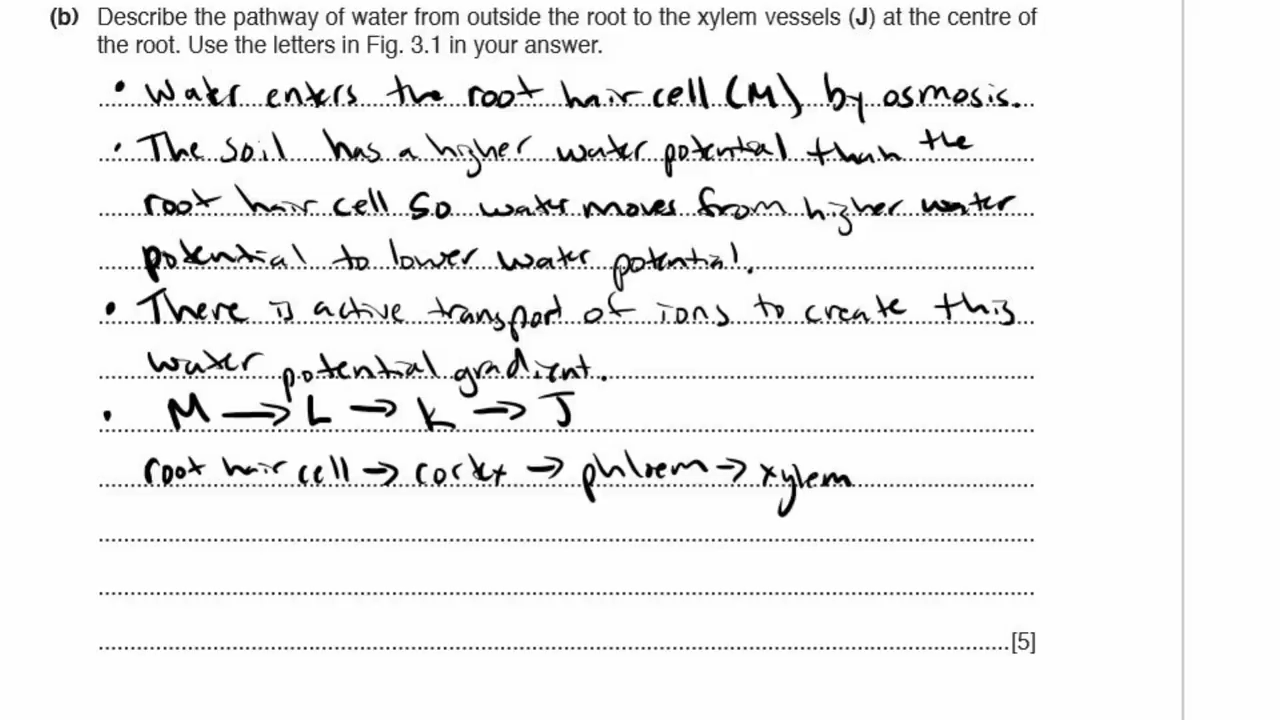 (b) Describe the pathway of water from outside the root to the xylem vessels (J) at the centre of
the root. Use the letters in Fig. 3.1 in your answer.
• Water enters the root hair cell (M) by osmosis.
• The soil has a higher water potential than the
root hair cell so water moves from higher water
potential to lower water potential.
• There is active transport of ions to create this
water potential gradient.
• M → L → K → J
root hair cell → cortex → phloem → xylem
[5]